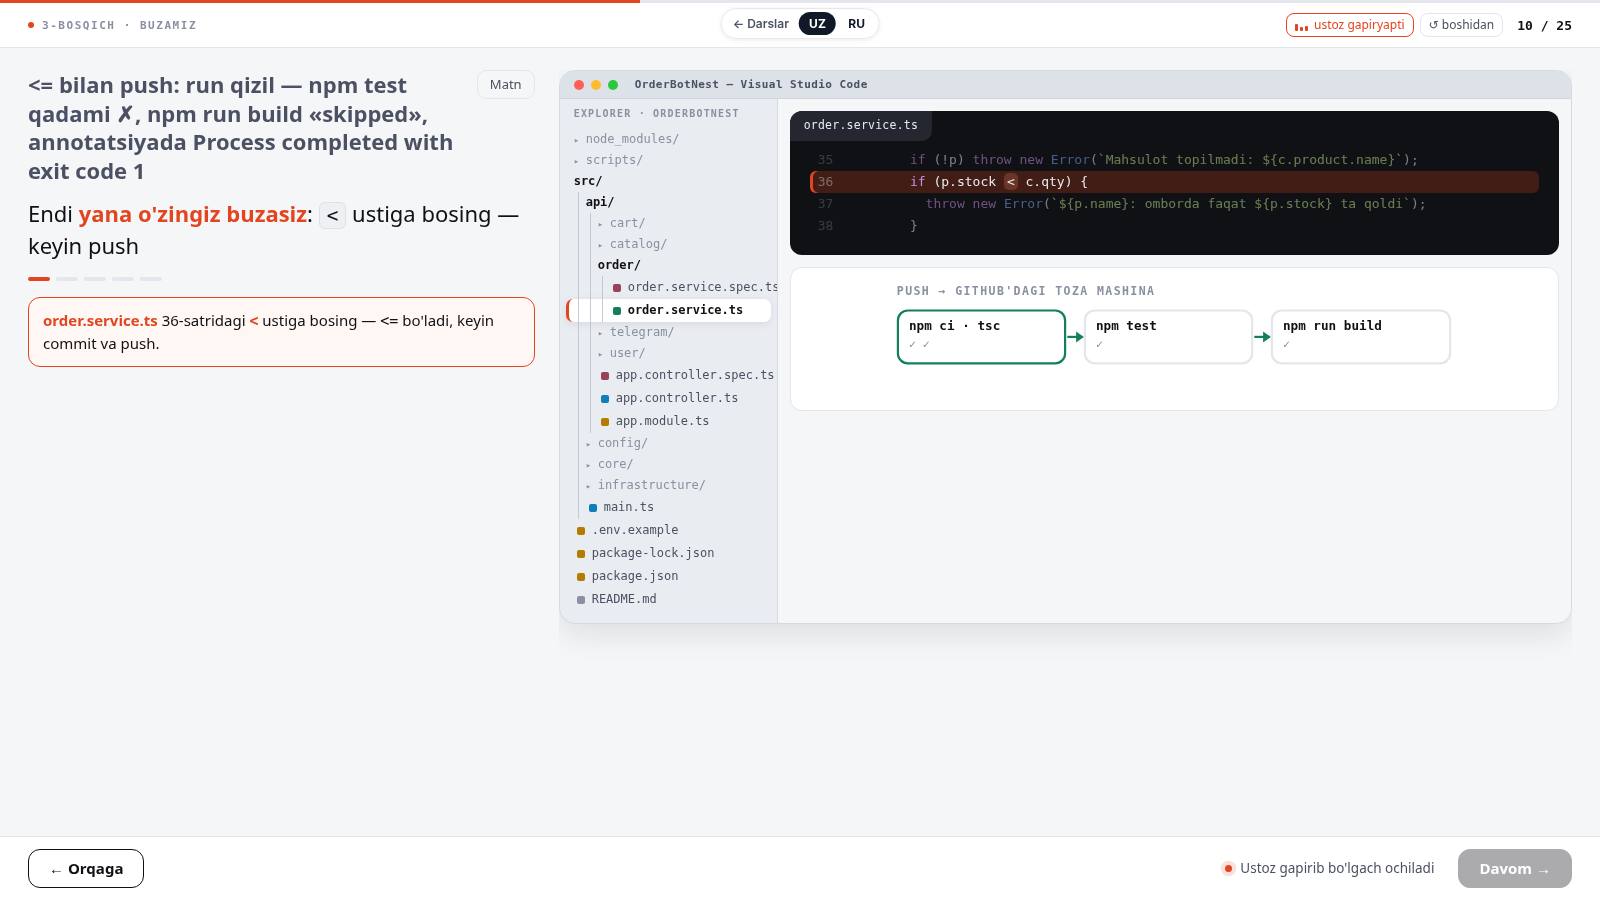 3-BOSQICH · BUZAMIZ
← Darslar UZ RU
ustoz gapiryapti ↺ boshidan 10 / 25
<= bilan push: run qizil — npm test
qadami ✗, npm run build «skipped»,
annotatsiyada Process completed with
exit code 1
Matn
Endi yana o'zingiz buzasiz: < ustiga bosing —
keyin push
order.service.ts 36-satridagi < ustiga bosing — <= bo'ladi, keyin
commit va push.
OrderBotNest — Visual Studio Code
EXPLORER · ORDERBOTNEST
▸ node_modules/
▸ scripts/
src/
api/
▸ cart/
▸ catalog/
order/
order.service.spec.ts
order.service.ts
▸ telegram/
▸ user/
app.controller.spec.ts
app.controller.ts
app.module.ts
▸ config/
▸ core/
▸ infrastructure/
main.ts
.env.example
package-lock.json
package.json
README.md
order.service.ts
35 if (!p) throw new Error(`Mahsulot topilmadi: ${c.product.name}`);
36 if (p.stock < c.qty) {
37 throw new Error(`${p.name}: omborda faqat ${p.stock} ta qoldi`);
38 }
PUSH → GITHUB'DAGI TOZA MASHINA
npm ci · tsc
✓ ✓
npm test
✓
npm run build
✓
← Orqaga
Ustoz gapirib bo'lgach ochiladi
Davom →